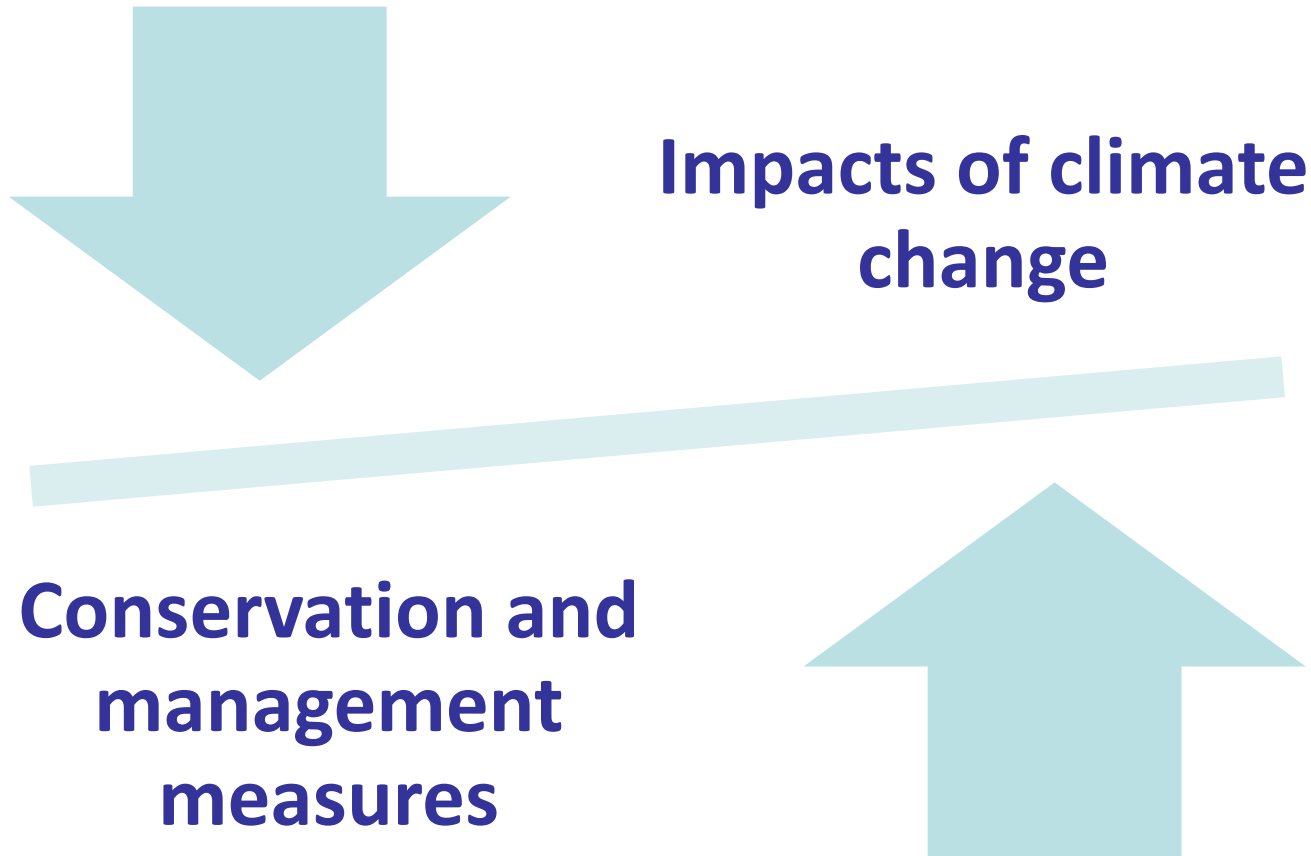 Impacts of climate
change
Conservation and
management
measures